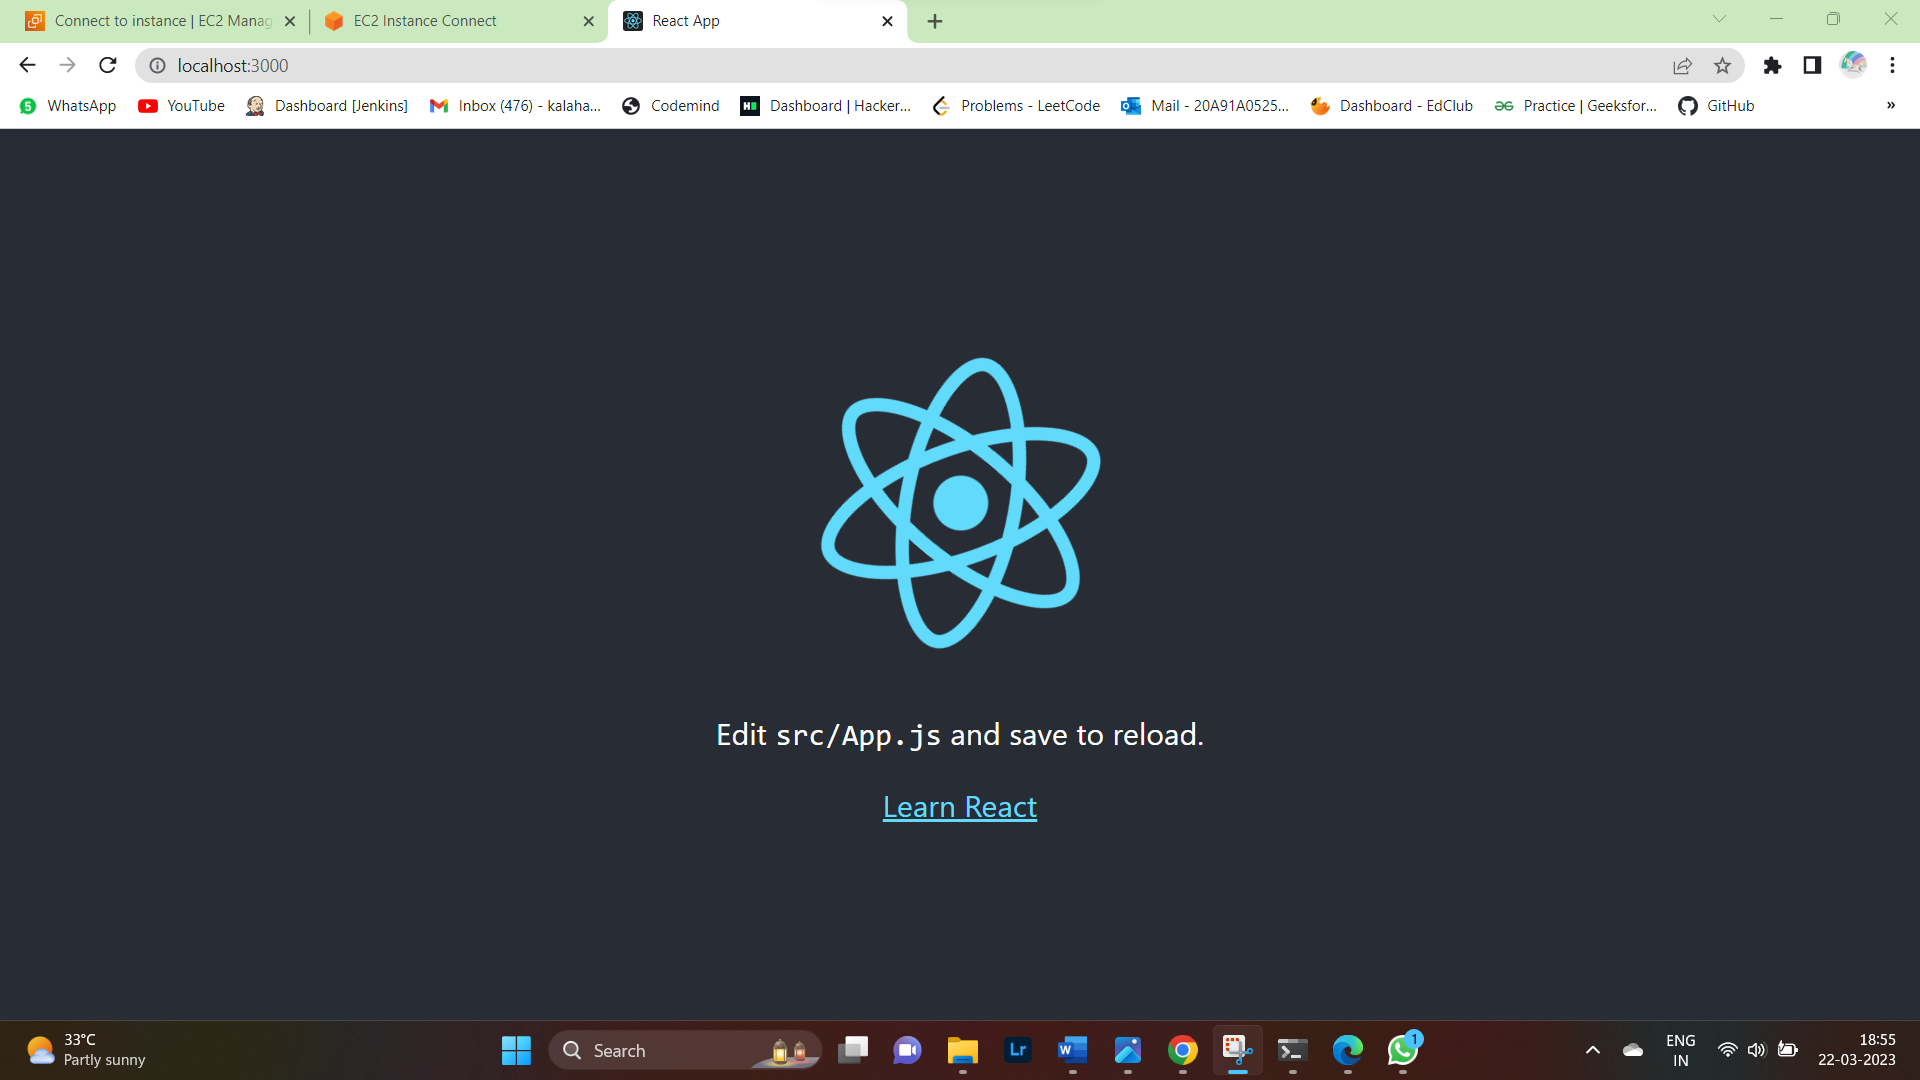 Connect to instance | EC2 Manag
EC2 Instance Connect
React App
localhost:3000
WhatsApp
YouTube
Dashboard [Jenkins]
Inbox (476) - kalaha...
Codemind
Dashboard | Hacker...
Problems - LeetCode
Mail - 20A91A0525...
Dashboard - EdClub
Practice | Geeksfor...
GitHub
»
Edit src/App.js and save to reload.
Learn React
33°C
Partly sunny
Search
Lr
W
1
ENG
IN
18:55
22-03-2023